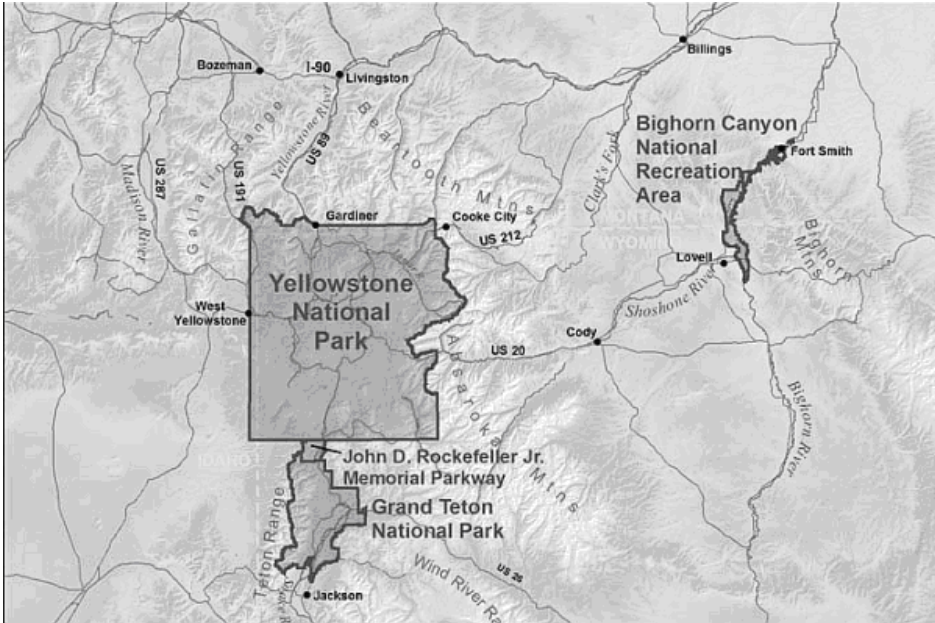 Billings
Bozeman
I-90
Livingston
Gallatin Range
Yellowstone River
US 89
Beartooth Mtns
Madison River
US 287
US 191
Clark's Fork
Bighorn Canyon
National
Recreation
Area
Fort Smith
MONTANA
WYOMING
Gardiner
Cooke City
US 212
Bighorn
Mtns
Lovell
Shoshone River
Yellowstone
National
Park
West
Yellowstone
Cody
US 20
Absaroka Mtns
Bighorn River
IDAHO
John D. Rockefeller Jr.
Memorial Parkway
Grand Teton
National Park
Teton Range
Wind River Ra
US 26
Jackson